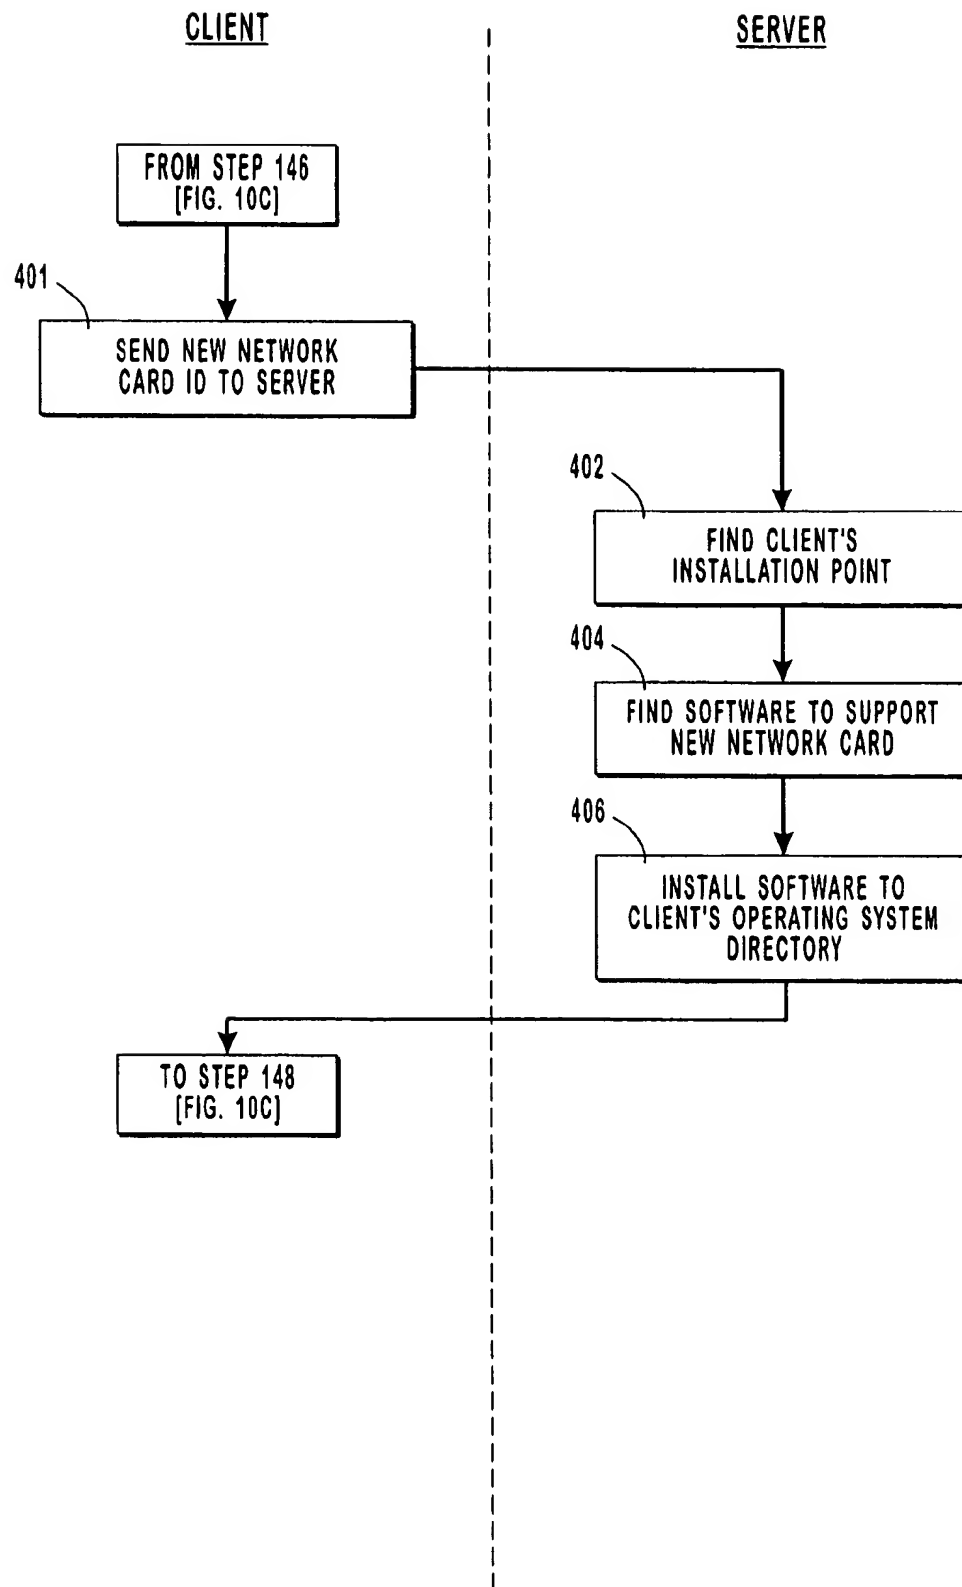 CLIENT
SERVER
FROM STEP 146
[FIG. 10C]
401
SEND NEW NETWORK
CARD ID TO SERVER
402
FIND CLIENT'S
INSTALLATION POINT
404
FIND SOFTWARE TO SUPPORT
NEW NETWORK CARD
406
INSTALL SOFTWARE TO
CLIENT'S OPERATING SYSTEM
DIRECTORY
TO STEP 148
[FIG. 10C]